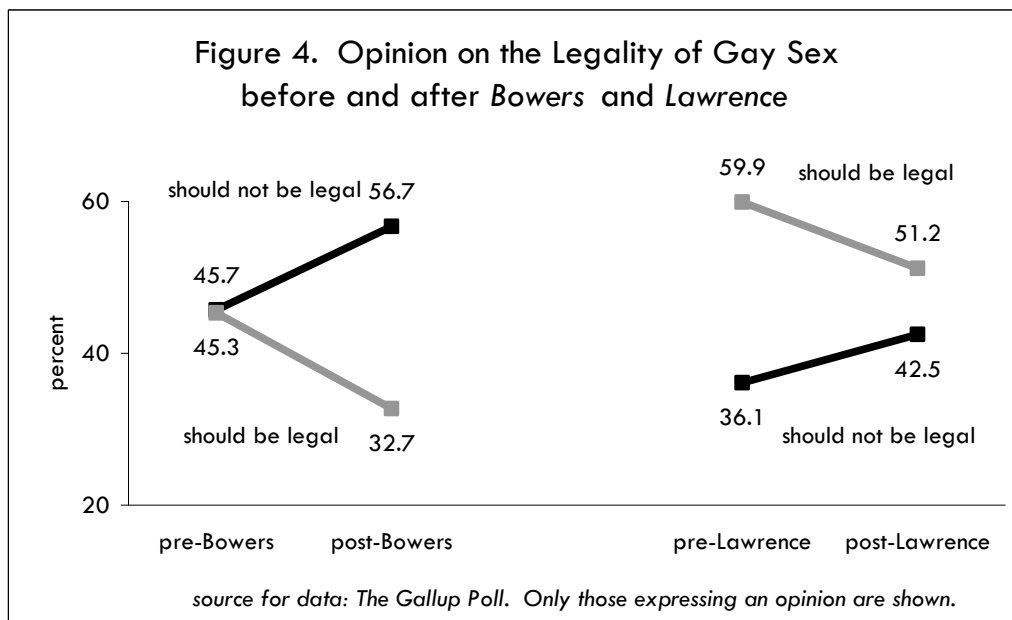 Figure 4. Opinion on the Legality of Gay Sex
before and after Bowers and Lawrence
59.9
should be legal
should not be legal
56.7
60
51.2
45.7
percent
40
45.3
42.5
36.1
should be legal
32.7
should not be legal
20
pre-Bowers
post-Bowers
pre-Lawrence
post-Lawrence
source for data: The Gallup Poll. Only those expressing an opinion are shown.